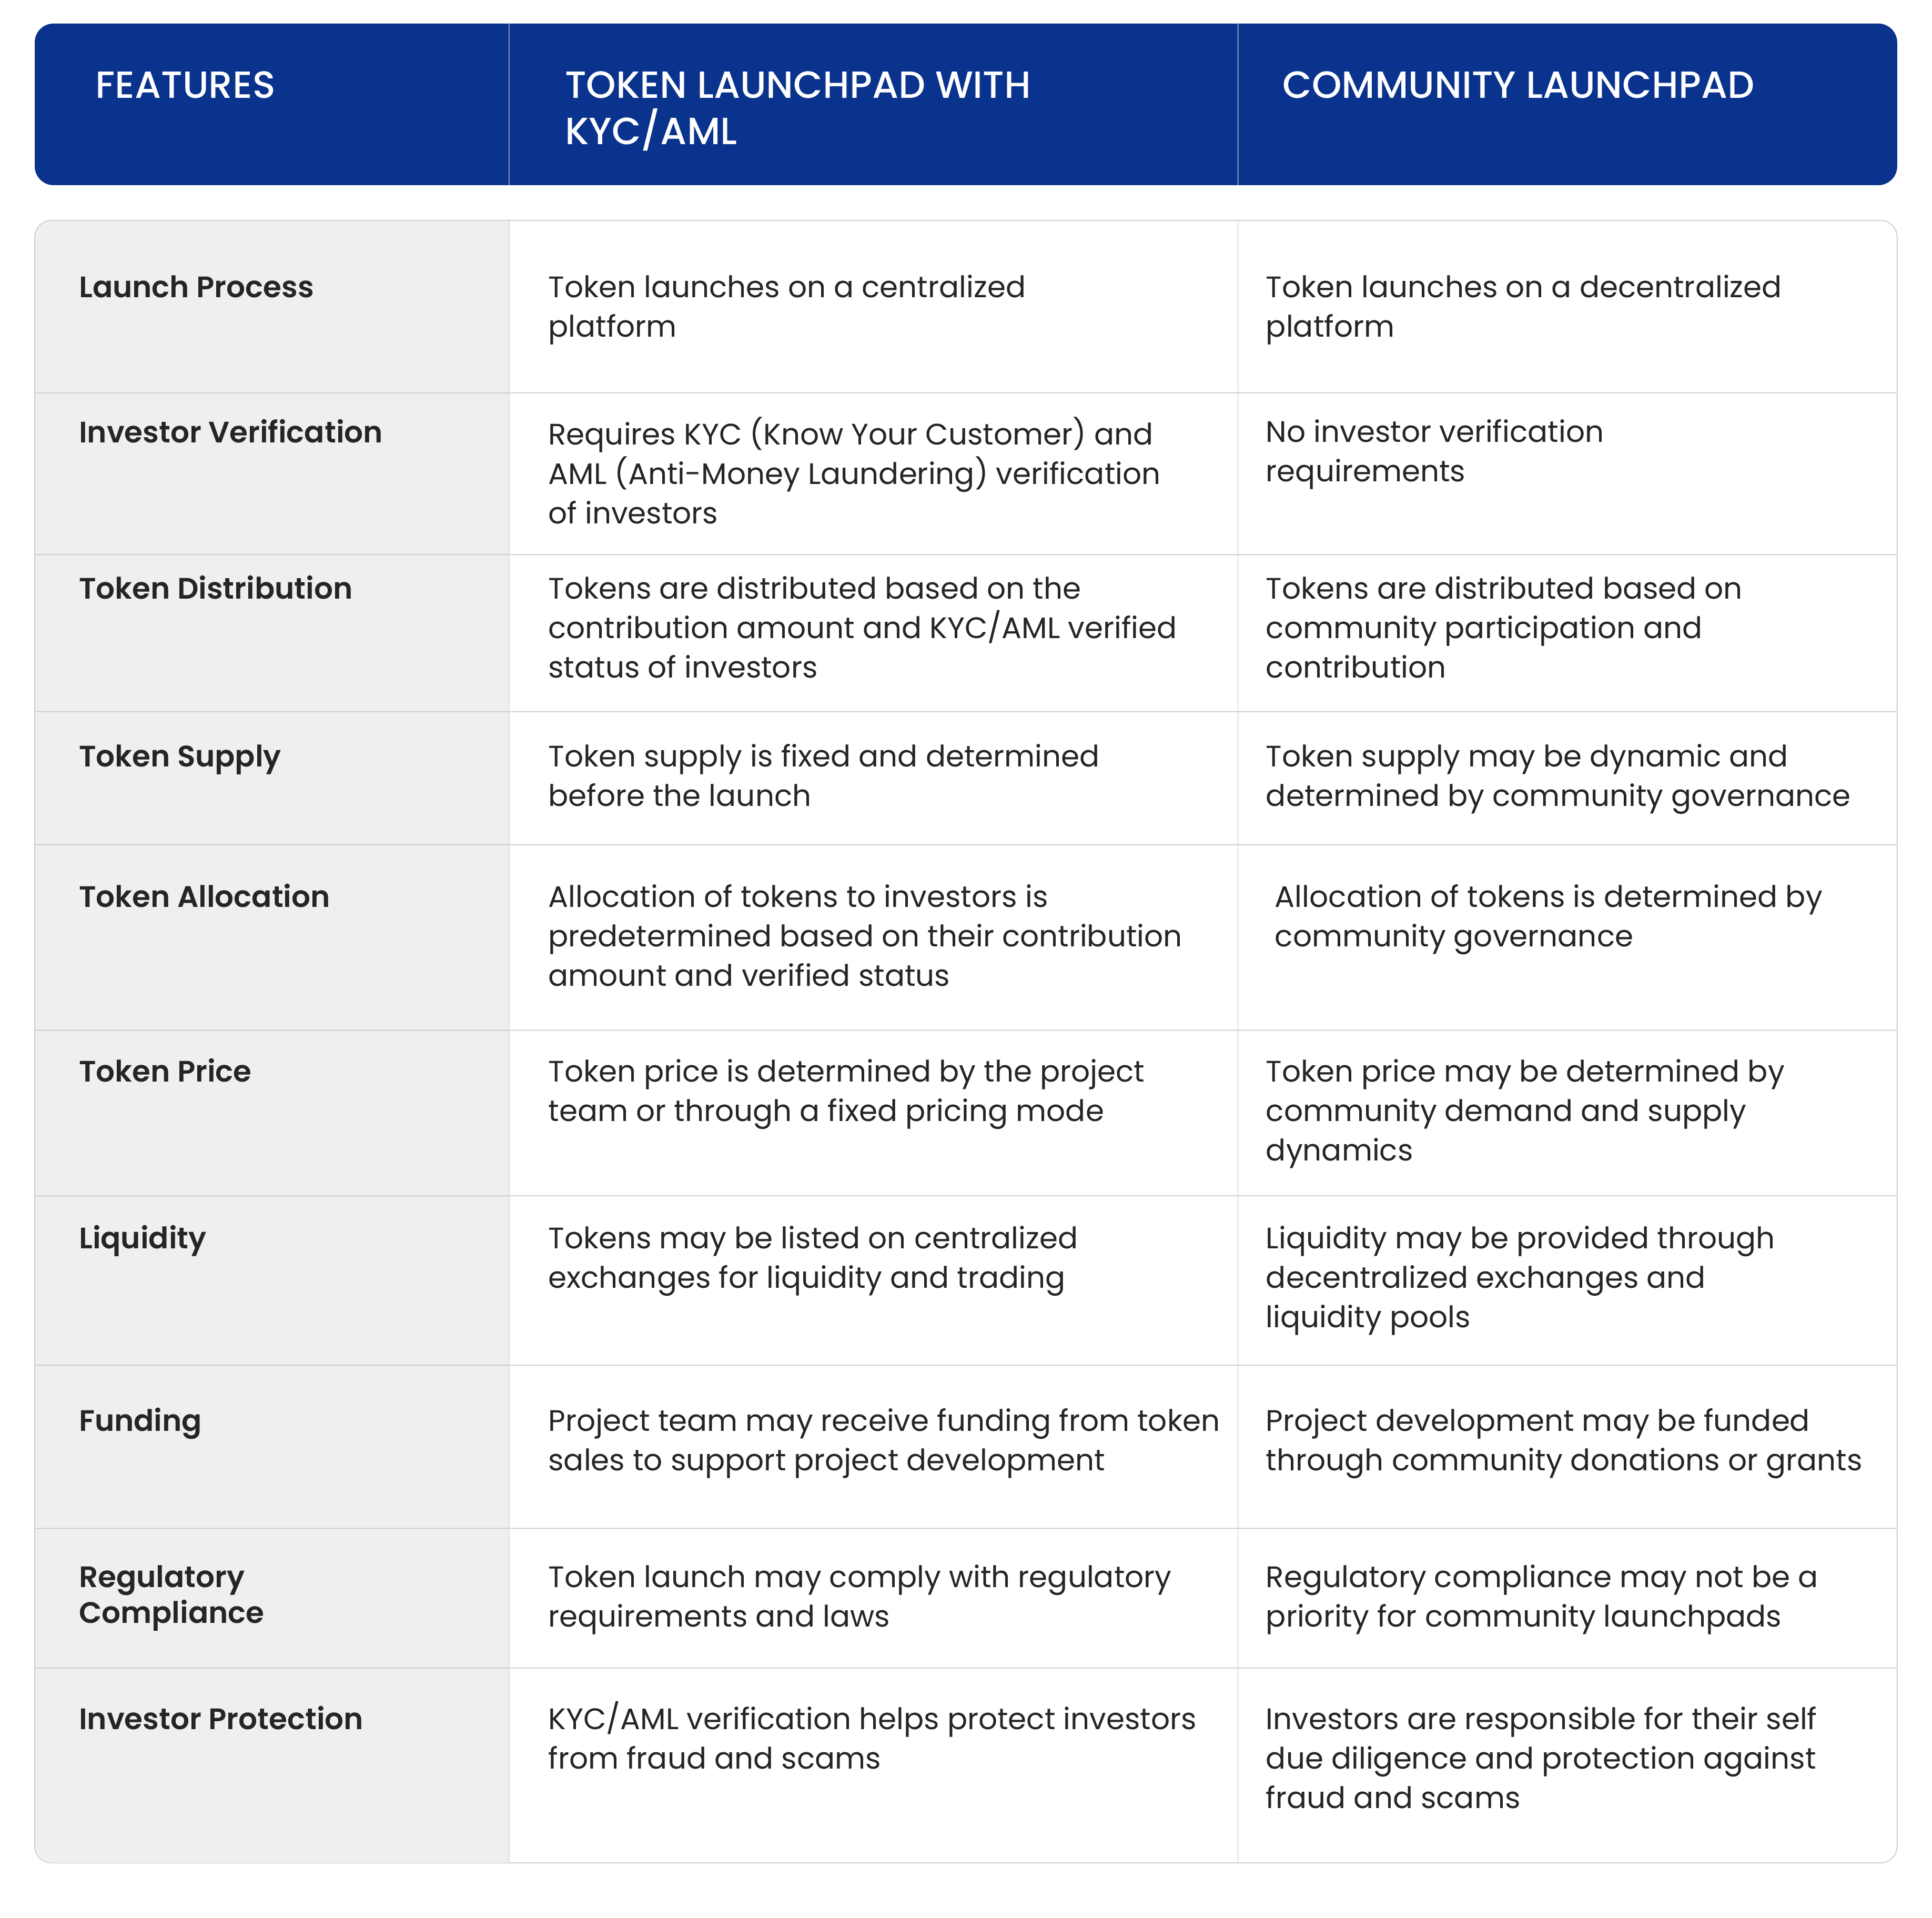 FEATURES
TOKEN LAUNCHPAD WITH
KYC/AML
COMMUNITY LAUNCHPAD
Launch Process
Token launches on a centralized
platform
Token launches on a decentralized
platform
Investor Verification
Requires KYC (Know Your Customer) and
AML (Anti-Money Laundering) verification
of investors
No investor verification
requirements
Token Distribution
Tokens are distributed based on the
contribution amount and KYC/AML verified
status of investors
Tokens are distributed based on
community participation and
contribution
Token Supply
Token supply is fixed and determined
before the launch
Token supply may be dynamic and
determined by community governance
Token Allocation
Allocation of tokens to investors is
predetermined based on their contribution
amount and verified status
Allocation of tokens is determined by
community governance
Token Price
Token price is determined by the project
team or through a fixed pricing mode
Token price may be determined by
community demand and supply
dynamics
Liquidity
Tokens may be listed on centralized
exchanges for liquidity and trading
Liquidity may be provided through
decentralized exchanges and
liquidity pools
Funding
Project team may receive funding from token
sales to support project development
Project development may be funded
through community donations or grants
Regulatory
Compliance
Token launch may comply with regulatory
requirements and laws
Regulatory compliance may not be a
priority for community launchpads
Investor Protection
KYC/AML verification helps protect investors
from fraud and scams
Investors are responsible for their self
due diligence and protection against
fraud and scams